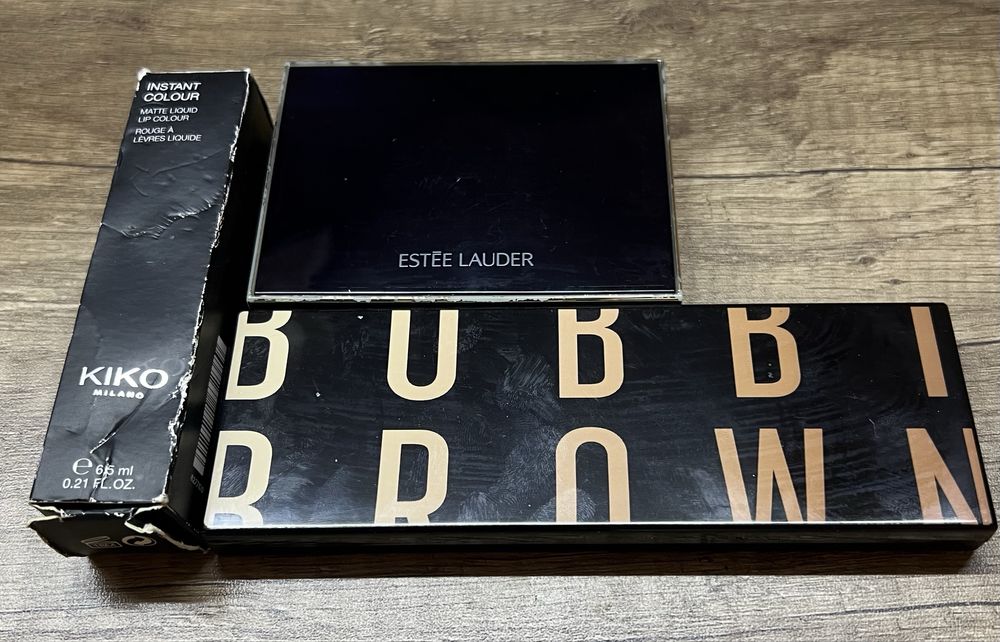 INSTANT
COLOUR
MATTE LIQUID
LIP COLOUR
ROUGE À
LÈVRES LIQUIDE
KIKO
MILANO
℮ 6.5 ml
0.21 FL.OZ.
ESTĒE LAUDER
BOBBI
BROWN